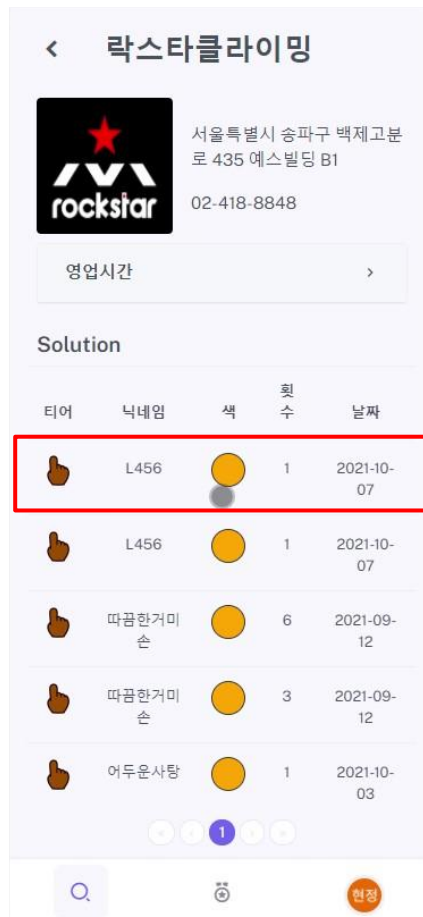 락스타클라이밍
서울특별시 송파구 백제고분
로 435 예스빌딩 B1
02-418-8848
rockstar
영업시간
Solution
티어 닉네임 색 횟수 날짜
L456 1 2021-10-
07
L456 1 2021-10-
07
따끔한거미 6 2021-09-
손 12
따끔한거미 3 2021-09-
손 12
어두운사탕 1 2021-10-
03
« ‹ 1 › »
현정